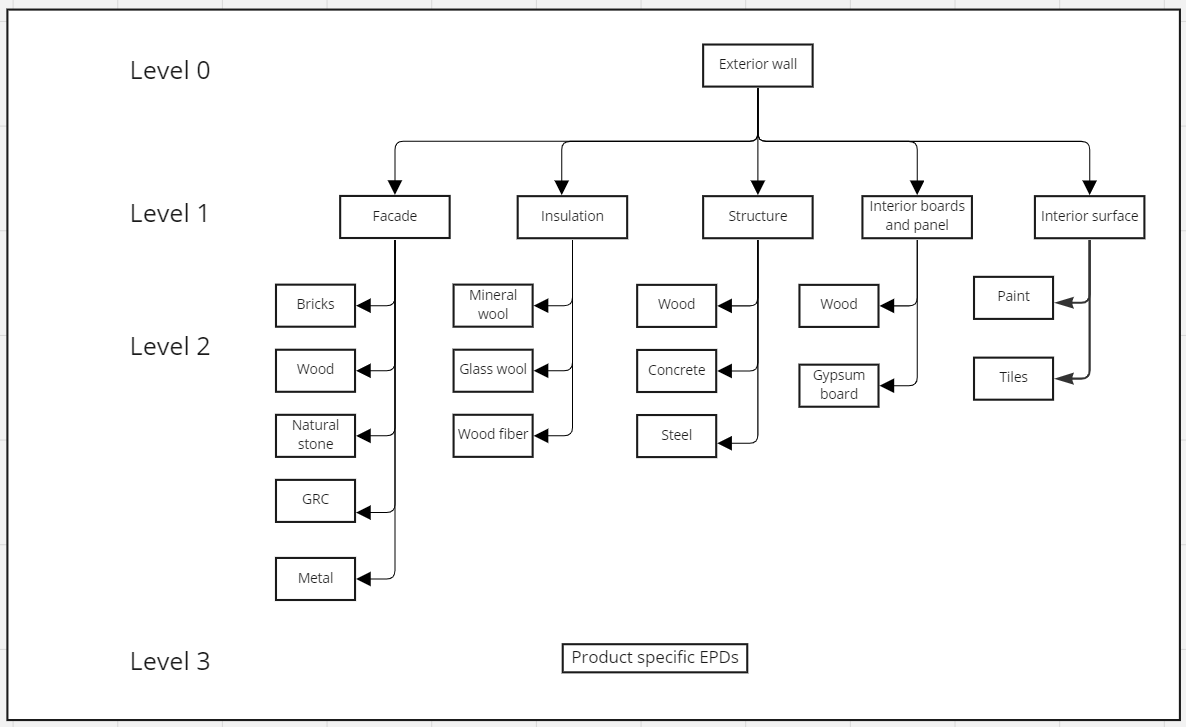 Level 0
Exterior wall
Level 1
Facade
Insulation
Structure
Interior boards
and panel
Interior surface
Level 2
Bricks
Wood
Natural
stone
GRC
Metal
Mineral
wool
Glass wool
Wood fiber
Wood
Concrete
Steel
Wood
Gypsum
board
Paint
Tiles
Level 3
Product specific EPDs